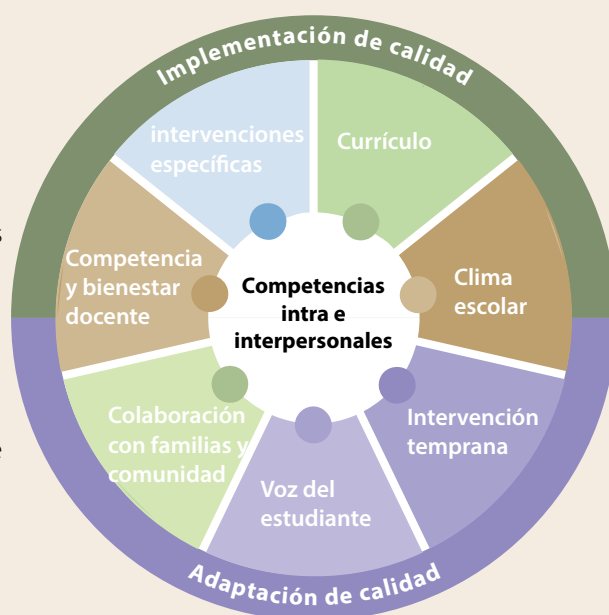 Implementación de calidad
intervenciones
específicas
Currículo
Competencia
y bienestar
docente
Competencias
intra e
interpersonales
Clima
escolar
Colaboración
con familias y
comunidad
Intervención
temprana
Voz del
estudiante
Adaptación de calidad